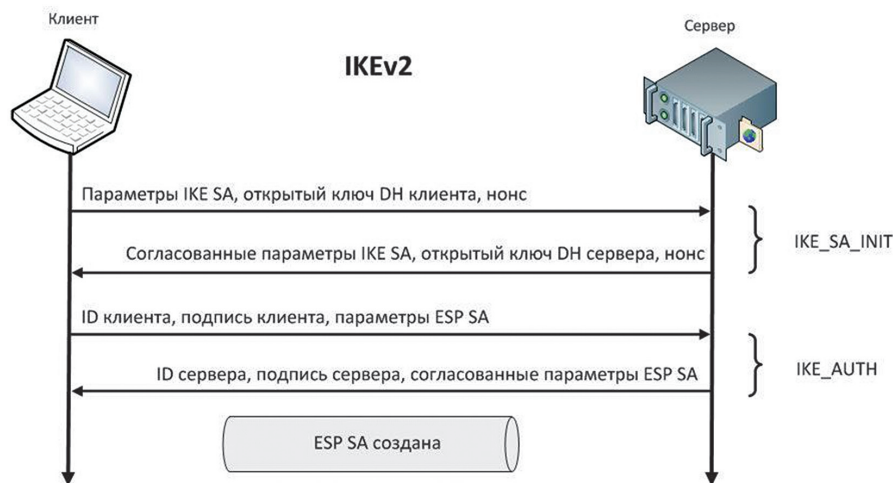 Клиент
Сервер
IKEv2
Параметры IKE SA, открытый ключ DH клиента, нонс
Согласованные параметры IKE SA, открытый ключ DH сервера, нонс
IKE_SA_INIT
ID клиента, подпись клиента, параметры ESP SA
ID сервера, подпись сервера, согласованные параметры ESP SA
IKE_AUTH
ESP SA создана